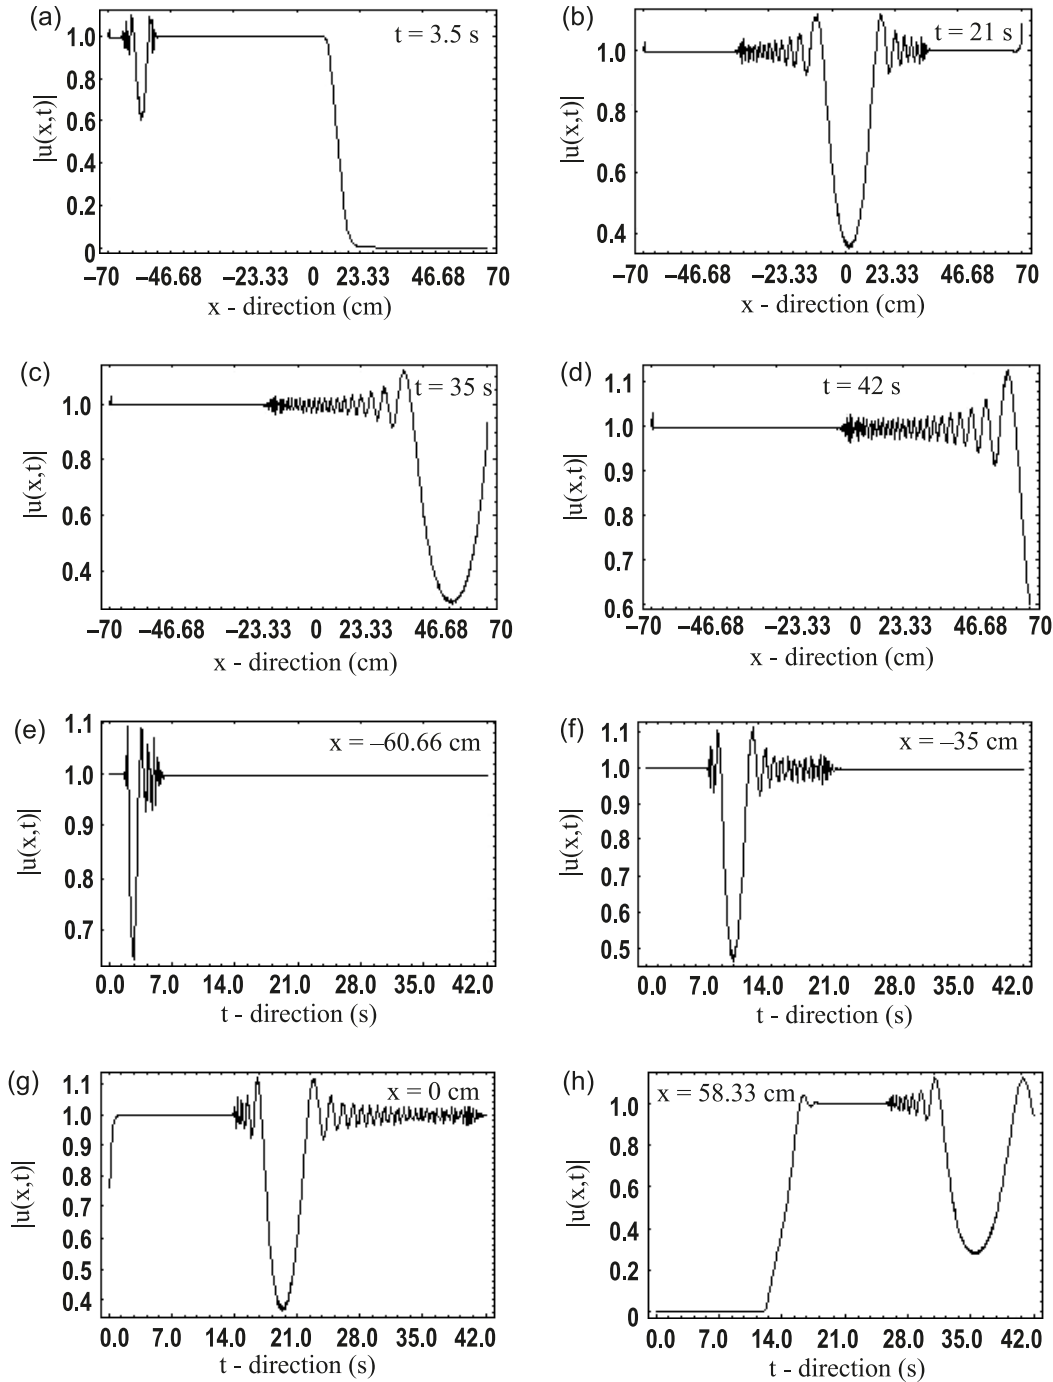 (a)
t = 3.5 s
|u(x,t)|
1.0
0.8
0.6
0.4
0.2
0
–70 –46.68 –23.33 0 23.33 46.68 70
x - direction (cm)
(b)
t = 21 s
|u(x,t)|
1.0
0.8
0.6
0.4
–70 –46.68 –23.33 0 23.33 46.68 70
x - direction (cm)
(c)
t = 35 s
|u(x,t)|
1.0
0.8
0.6
0.4
–70 –46.68 –23.33 0 23.33 46.68 70
x - direction (cm)
(d)
t = 42 s
|u(x,t)|
1.1
1.0
0.9
0.8
0.7
0.6
–70 –46.68 –23.33 0 23.33 46.68 70
x - direction (cm)
(e)
x = –60.66 cm
|u(x,t)|
1.1
1.0
0.9
0.8
0.7
0.0 7.0 14.0 21.0 28.0 35.0 42.0
t - direction (s)
(f)
x = –35 cm
|u(x,t)|
1.1
1.0
0.9
0.8
0.7
0.6
0.5
0.0 7.0 14.0 21.0 28.0 35.0 42.0
t - direction (s)
(g)
x = 0 cm
|u(x,t)|
1.1
1.0
0.9
0.8
0.7
0.6
0.5
0.4
0.0 7.0 14.0 21.0 28.0 35.0 42.0
t - direction (s)
(h)
x = 58.33 cm
|u(x,t)|
1.0
0.8
0.6
0.4
0.2
0
0.0 7.0 14.0 21.0 28.0 35.0 42.0
t - direction (s)